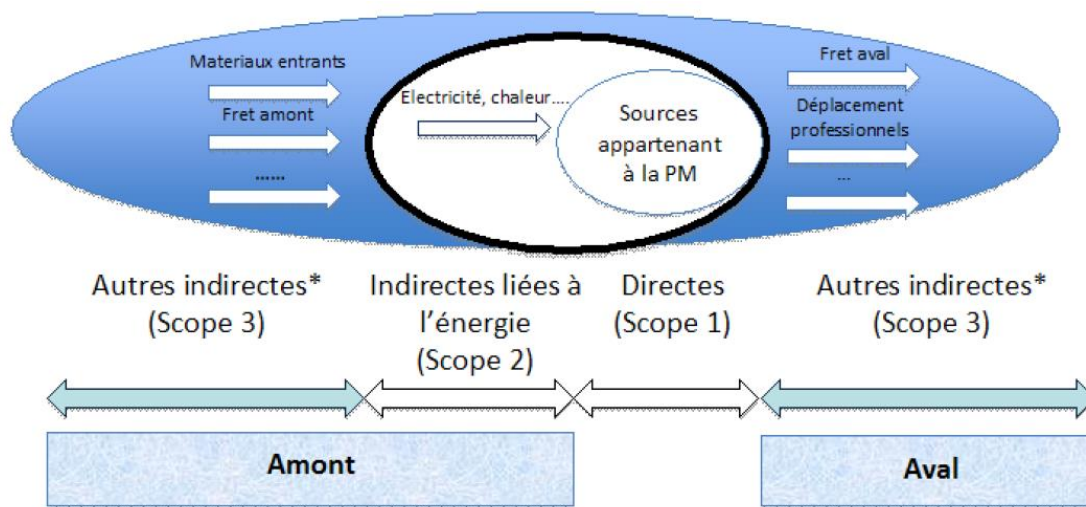 Materiaux entrants
Fret amont
......
Electricité, chaleur....
Sources
appartenant
à la PM
Fret aval
Déplacement
professionnels
...
Autres indirectes*
(Scope 3)
Indirectes liées à
l’énergie
(Scope 2)
Directes
(Scope 1)
Autres indirectes*
(Scope 3)
Amont
Aval